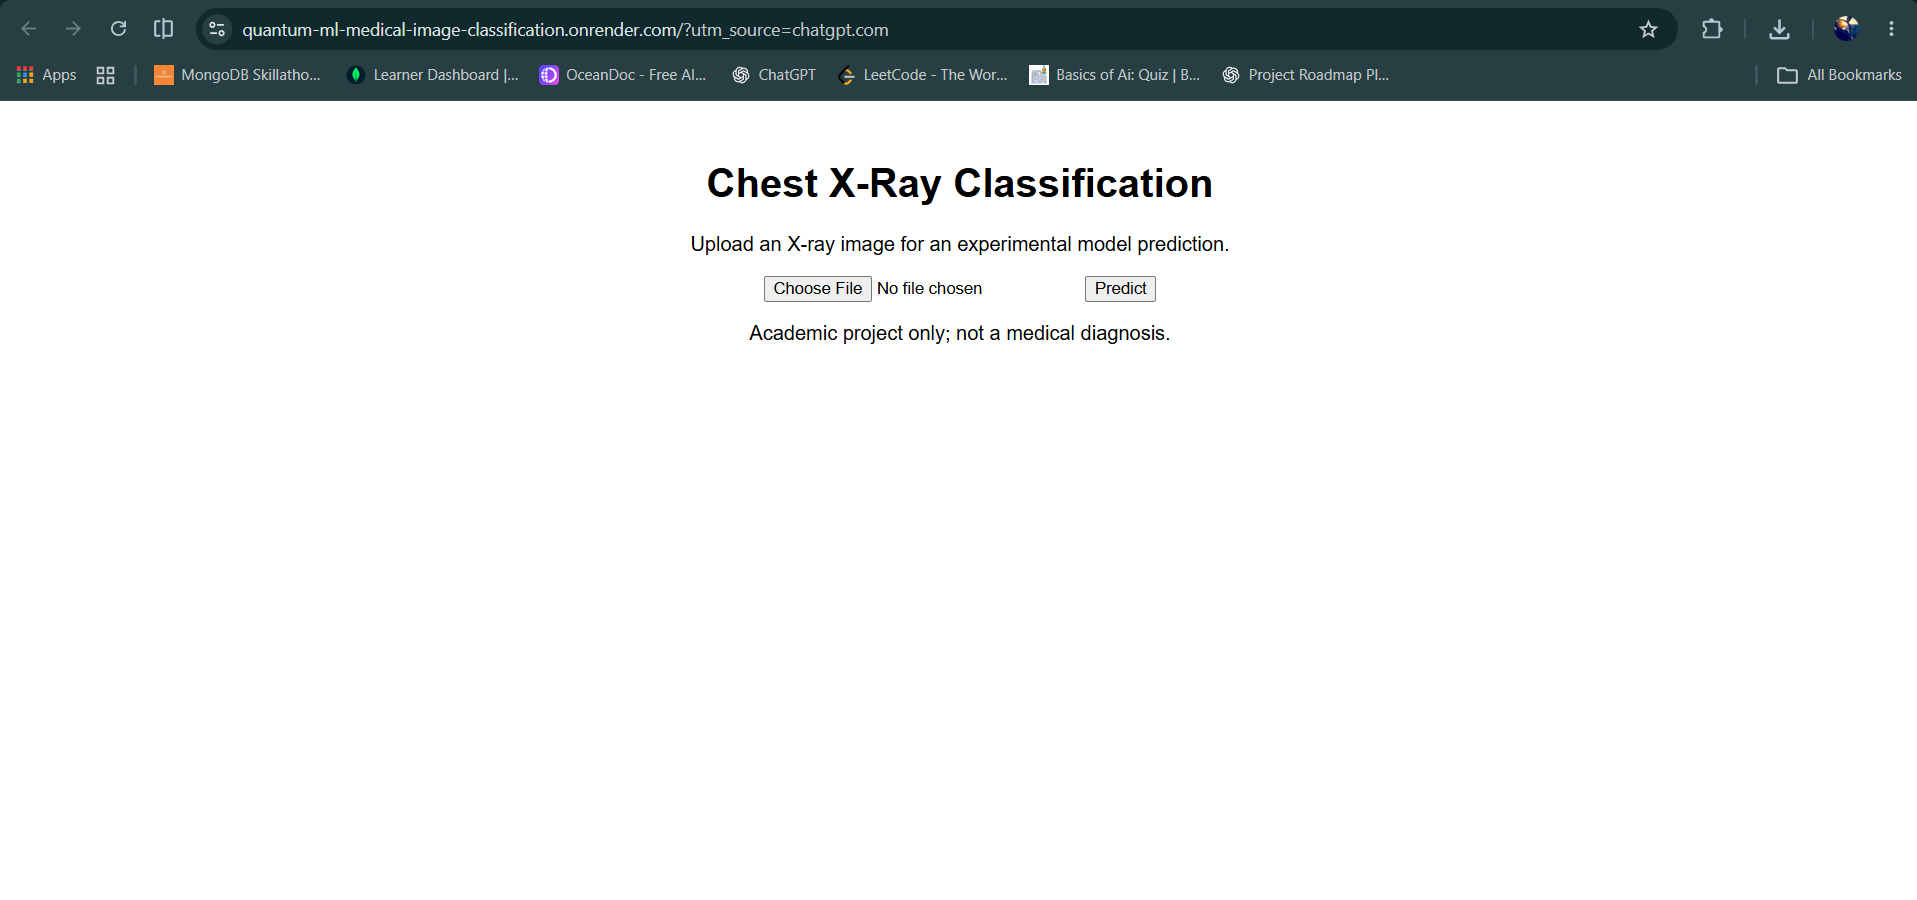 quantum-ml-medical-image-classification.onrender.com/?utm_source=chatgpt.com
Apps MongoDB Skillatho... Learner Dashboard |... OceanDoc - Free AI... ChatGPT LeetCode - The Wor... Basics of Ai: Quiz | B... Project Roadmap Pl... All Bookmarks
Chest X-Ray Classification
Upload an X-ray image for an experimental model prediction.
Choose File No file chosen Predict
Academic project only; not a medical diagnosis.